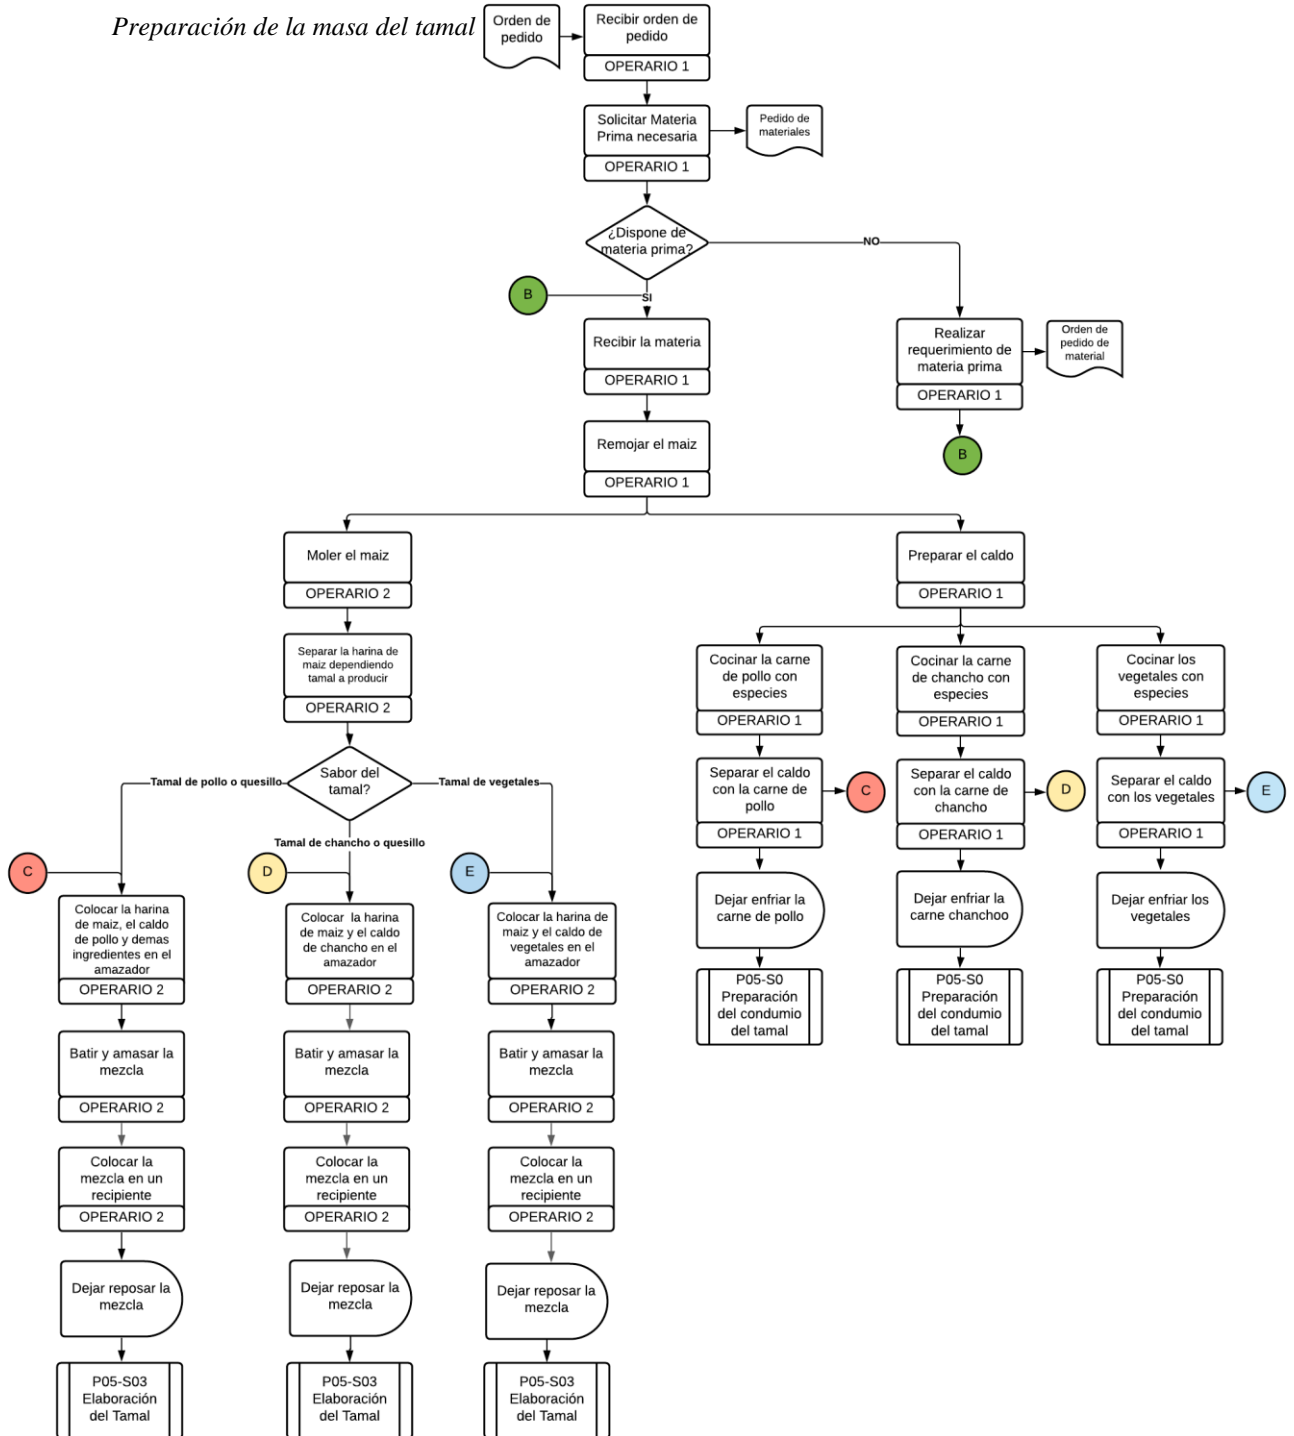 Preparación de la masa del tamal
Orden de
pedido
Recibir orden de
pedido
OPERARIO 1
Solicitar Materia
Prima necesaria
OPERARIO 1
Pedido de
materiales
¿Dispone de
materia prima?
NO
B
SI
Recibir la materia
OPERARIO 1
Realizar
requerimiento de
materia prima
OPERARIO 1
Orden de
pedido de
material
B
Remojar el maiz
OPERARIO 1
Moler el maiz
OPERARIO 2
Preparar el caldo
OPERARIO 1
Separar la harina de
maiz dependiendo
tamal a producir
OPERARIO 2
Cocinar la carne
de pollo con
especies
OPERARIO 1
Cocinar la carne
de chancho con
especies
OPERARIO 1
Cocinar los
vegetales con
especies
OPERARIO 1
Tamal de pollo o quesillo
Sabor del
tamal?
Tamal de vegetales
Tamal de chancho o quesillo
Separar el caldo
con la carne de
pollo
OPERARIO 1
C
Separar el caldo
con la carne de
chancho
OPERARIO 1
D
Separar el caldo
con los vegetales
OPERARIO 1
E
C
D
E
Dejar enfriar la
carne de pollo
Dejar enfriar la
carne chanchoo
Dejar enfriar los
vegetales
Colocar la harina
de maiz, el caldo
de pollo y demas
ingredientes en el
amazador
OPERARIO 2
Colocar la harina
de maiz y el caldo
de chancho en el
amazador
OPERARIO 2
Colocar la harina de
maiz y el caldo de
vegetales en el
amazador
OPERARIO 2
P05-S0
Preparación
del condumio
del tamal
P05-S0
Preparación
del condumio
del tamal
P05-S0
Preparación
del condumio
del tamal
Batir y amasar la
mezcla
OPERARIO 2
Batir y amasar la
mezcla
OPERARIO 2
Batir y amasar la
mezcla
OPERARIO 2
Colocar la
mezcla en un
recipiente
OPERARIO 2
Colocar la
mezcla en un
recipiente
OPERARIO 2
Colocar la
mezcla en un
recipiente
OPERARIO 2
Dejar reposar la
mezcla
Dejar reposar la
mezcla
Dejar reposar la
mezcla
P05-S03
Elaboración
del Tamal
P05-S03
Elaboración
del Tamal
P05-S03
Elaboración
del Tamal